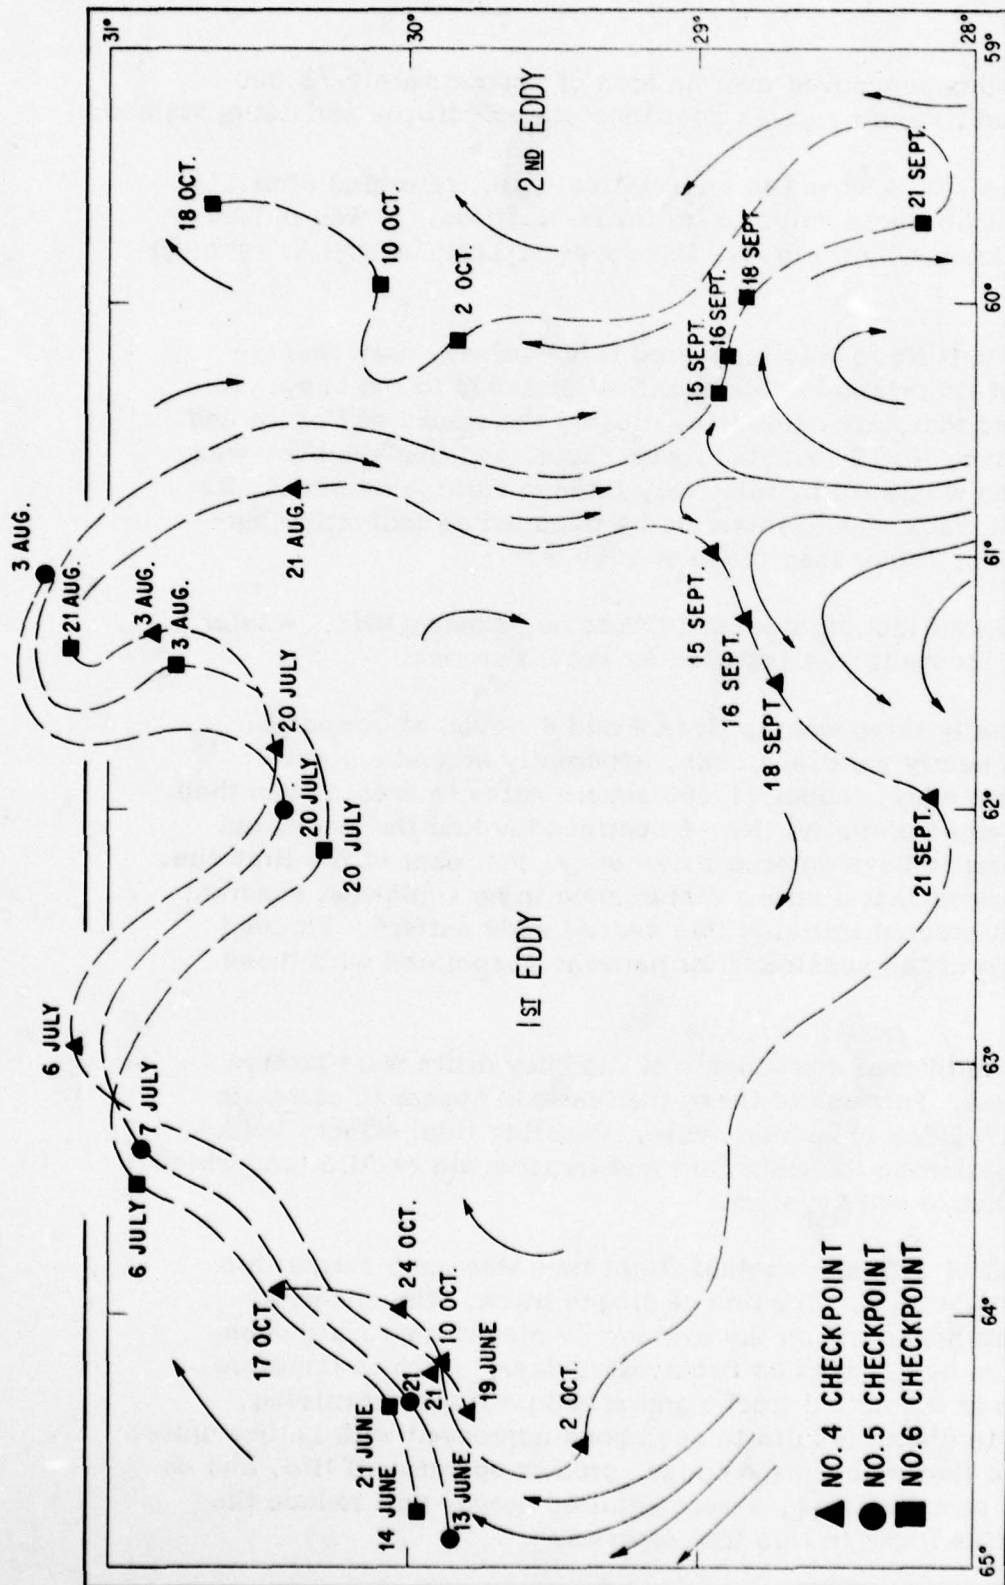 31°
3 AUG.
6 JULY
21 AUG.
6 JULY
7 JULY
3 AUG.
3 AUG.
18 OCT.
17 OCT
20 JULY
21 AUG.
20 JULY
20 JULY
21 JUNE
14 JUNE
21
21
24 OCT.
10 OCT.
30°
10 OCT.
13 JUNE
19 JUNE
2 OCT
1ST EDDY
2ND EDDY
2 OCT.
15 SEPT.
15 SEPT.
16 SEPT.
16 SEPT.
29°
18 SEPT.
18 SEPT
NO.4 CHECKPOINT
NO.5 CHECKPOINT
NO.6 CHECKPOINT
21 SEPT.
21 SEPT.
28°
65°
64°
63°
62°
61°
60°
59°